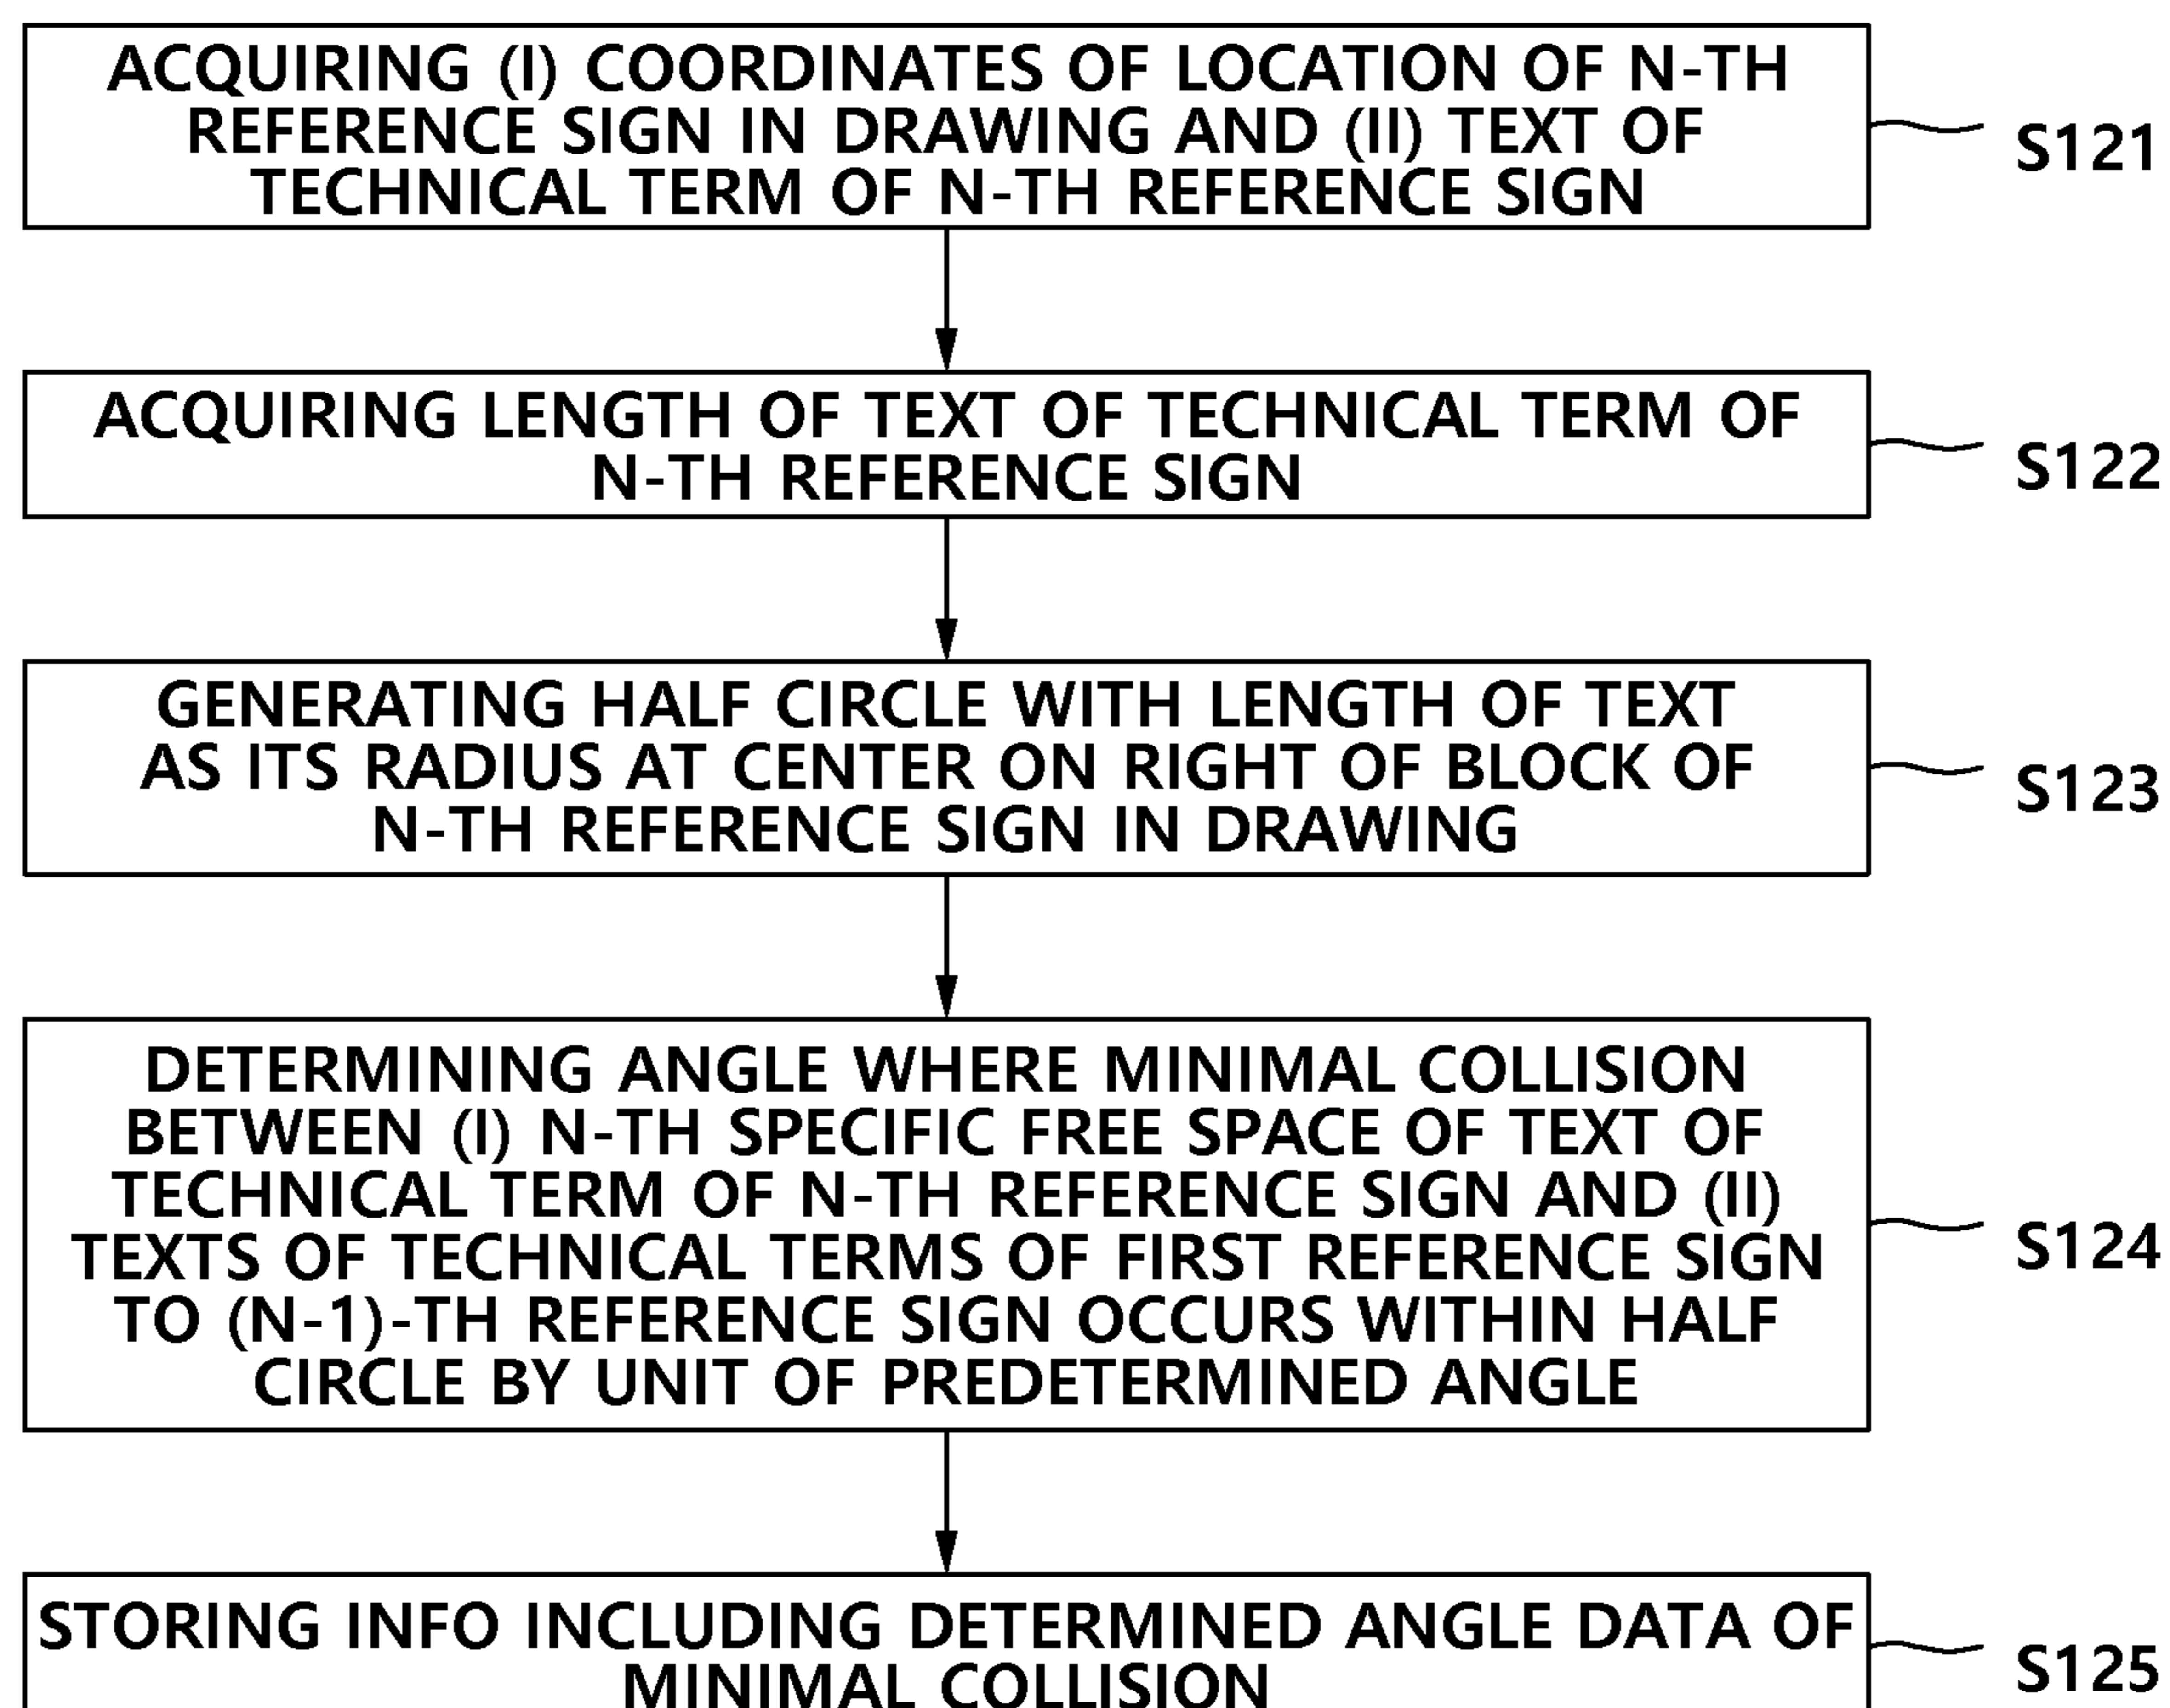 ACQUIRING (I) COORDINATES OF LOCATION OF N-TH
REFERENCE SIGN IN DRAWING AND (II) TEXT OF
TECHNICAL TERM OF N-TH REFERENCE SIGN
S121
ACQUIRING LENGTH OF TEXT OF TECHNICAL TERM OF
N-TH REFERENCE SIGN
S122
GENERATING HALF CIRCLE WITH LENGTH OF TEXT
AS ITS RADIUS AT CENTER ON RIGHT OF BLOCK OF
N-TH REFERENCE SIGN IN DRAWING
S123
DETERMINING ANGLE WHERE MINIMAL COLLISION
BETWEEN (I) N-TH SPECIFIC FREE SPACE OF TEXT OF
TECHNICAL TERM OF N-TH REFERENCE SIGN AND (II)
TEXTS OF TECHNICAL TERMS OF FIRST REFERENCE SIGN
TO (N-1)-TH REFERENCE SIGN OCCURS WITHIN HALF
CIRCLE BY UNIT OF PREDETERMINED ANGLE
S124
STORING INFO INCLUDING DETERMINED ANGLE DATA OF
MINIMAL COLLISION
S125